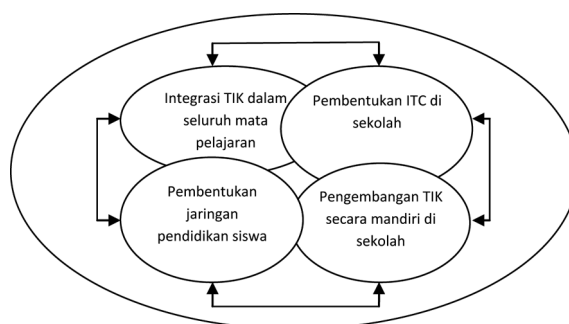 Integrasi TIK dalam
seluruh mata
pelajaran
Pembentukan ITC di
sekolah
Pembentukan
jaringan
pendidikan siswa
Pengembangan TIK
secara mandiri di
sekolah